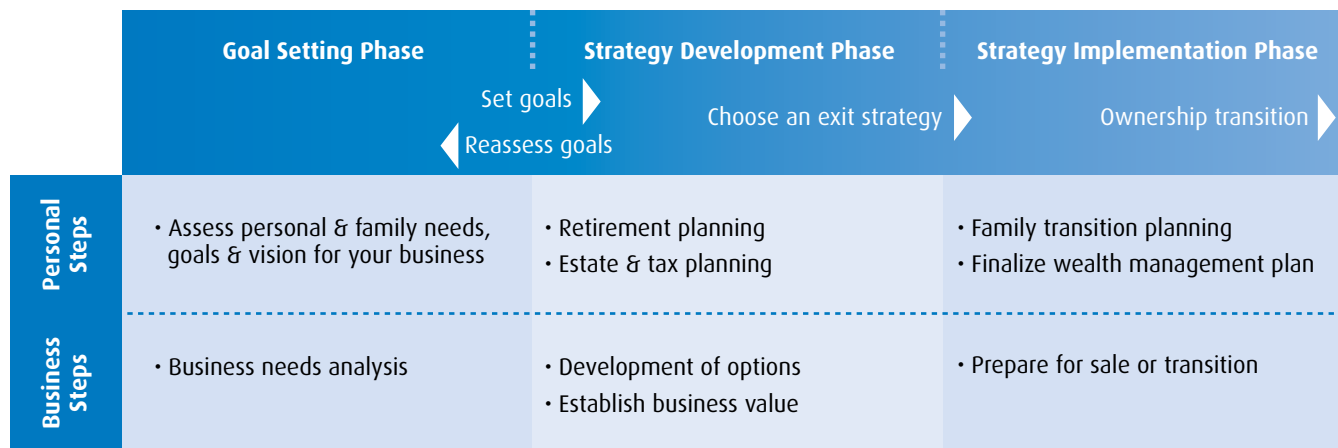 Goal Setting Phase
Strategy Development Phase
Strategy Implementation Phase
Set goals
Reassess goals
Choose an exit strategy
Ownership transition
Personal
Steps
• Assess personal & family needs,
goals & vision for your business
• Retirement planning
• Estate & tax planning
• Family transition planning
• Finalize wealth management plan
Business
Steps
• Business needs analysis
• Development of options
• Establish business value
• Prepare for sale or transition